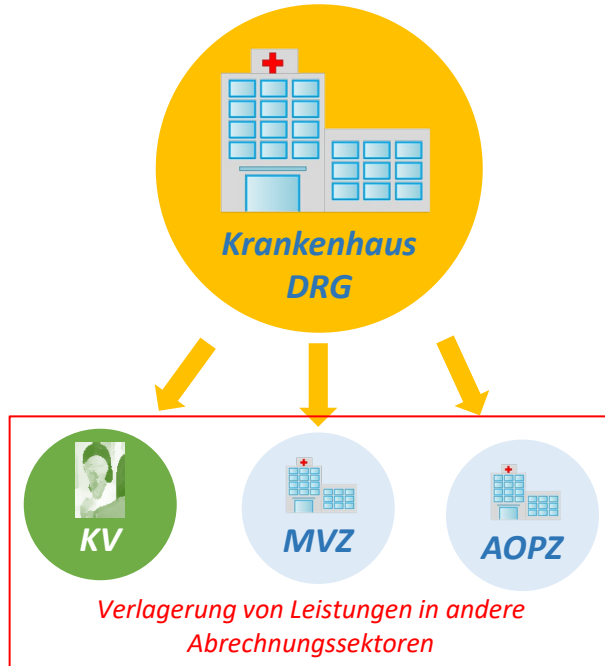 Krankenhaus
DRG
KV
MVZ
AOPZ
Verlagerung von Leistungen in andere
Abrechnungssektoren